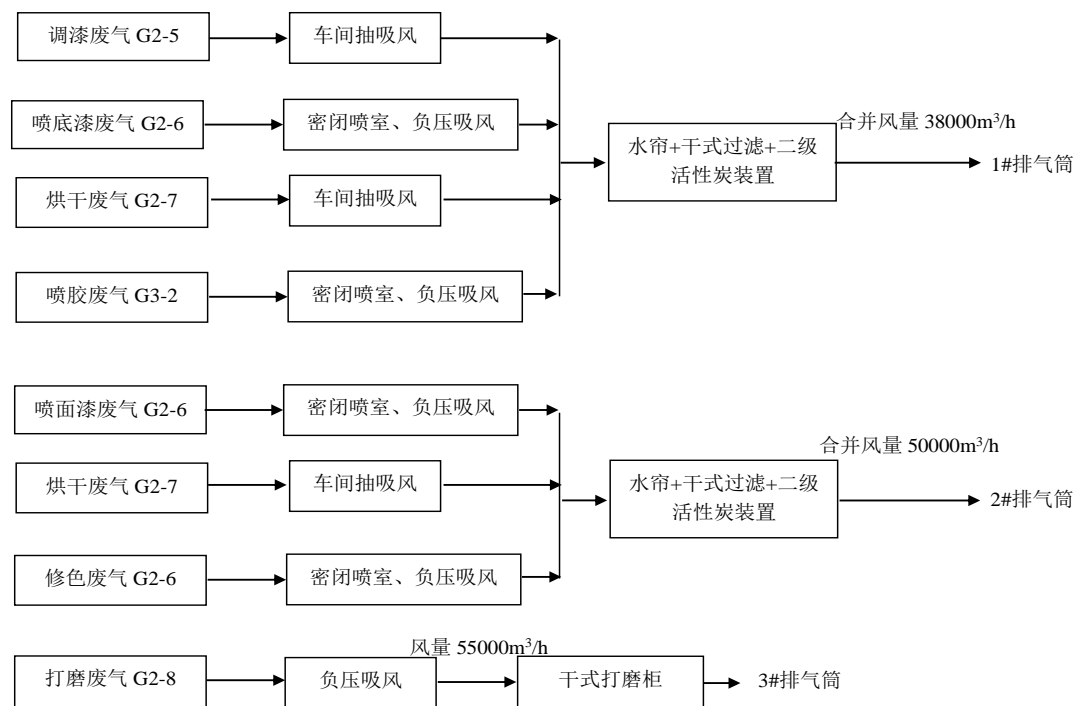 调漆废气 G2-5
车间抽吸风
喷底漆废气 G2-6
密闭喷室、负压吸风
烘干废气 G2-7
车间抽吸风
喷胶废气 G3-2
密闭喷室、负压吸风
水帘+干式过滤+二级
活性炭装置
合并风量 38000m³/h
1#排气筒
喷面漆废气 G2-6
密闭喷室、负压吸风
烘干废气 G2-7
车间抽吸风
修色废气 G2-6
密闭喷室、负压吸风
水帘+干式过滤+二级
活性炭装置
合并风量 50000m³/h
2#排气筒
打磨废气 G2-8
负压吸风
风量 55000m³/h
干式打磨柜
3#排气筒